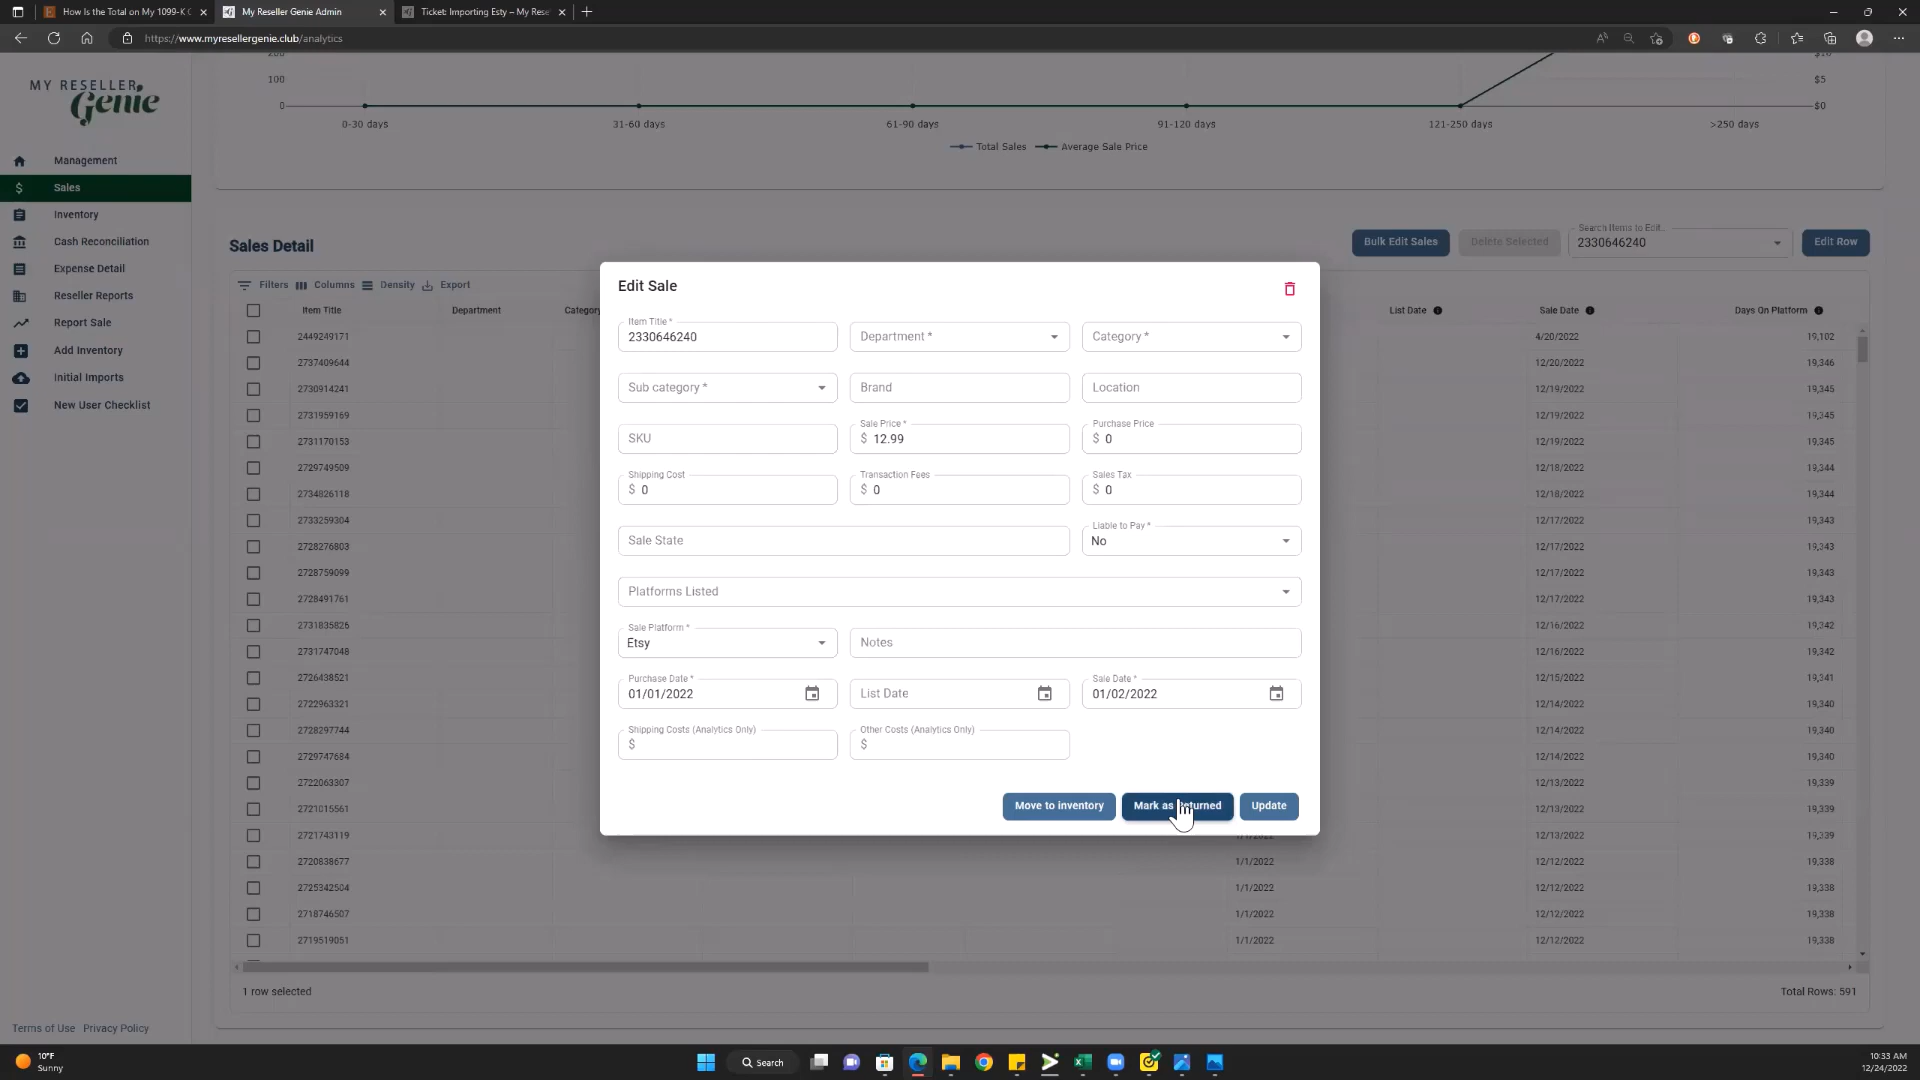 How Is the Total on My 1099-K C
My Reseller Genie Admin
Ticket: Importing Esty – My Rese
https://www.myresellergenie.club/analytics
MY RESELLER
Genie
Management
Sales
Inventory
Cash Reconciliation
Expense Detail
Reseller Reports
Report Sale
Add Inventory
Initial Imports
New User Checklist
Terms of Use Privacy Policy
200
100
0
$10
$5
$0
0-30 days 31-60 days 61-90 days 91-120 days 121-250 days >250 days
Total Sales Average Sale Price
Sales Detail
Bulk Edit Sales
Delete Selected
Search Items to Edit...
2330646240
Edit Row
Filters Columns Density Export
Item Title Department Category List Date Sale Date Days On Platform
2449249171 4/20/2022 19,102
2737409644 12/20/2022 19,346
2730914241 12/19/2022 19,345
2731959169 12/19/2022 19,345
2731170153 12/19/2022 19,345
2729749509 12/18/2022 19,344
2734826118 12/18/2022 19,344
2733259304 12/17/2022 19,343
2728276803 12/17/2022 19,343
2728759099 12/17/2022 19,343
2728491761 12/17/2022 19,343
2731835826 12/16/2022 19,342
2731747048 12/16/2022 19,342
2726438521 12/15/2022 19,341
2722963321 12/14/2022 19,340
2728297744 12/14/2022 19,340
2729747684 12/14/2022 19,340
2722063307 12/13/2022 19,339
2721015561 12/13/2022 19,339
2721743119 1/1/2022 12/13/2022 19,339
2720838677 1/1/2022 12/12/2022 19,338
2725342504 1/1/2022 12/12/2022 19,338
2718746507 1/1/2022 12/12/2022 19,338
2719519051 1/1/2022 12/12/2022 19,338
1 row selected
Total Rows: 591
Edit Sale
Item Title *
2330646240
Department *
Category *
Sub category *
Brand
Location
SKU
Sale Price *
$ 12.99
Purchase Price
$ 0
Shipping Cost
$ 0
Transaction Fees
$ 0
Sales Tax
$ 0
Sale State
Liable to Pay *
No
Platforms Listed
Sale Platform *
Etsy
Notes
Purchase Date *
01/01/2022
List Date
Sale Date *
01/02/2022
Shipping Costs (Analytics Only)
$
Other Costs (Analytics Only)
$
Move to inventory
Mark as Returned
Update
10°F
Sunny
Search
10:33 AM
12/24/2022